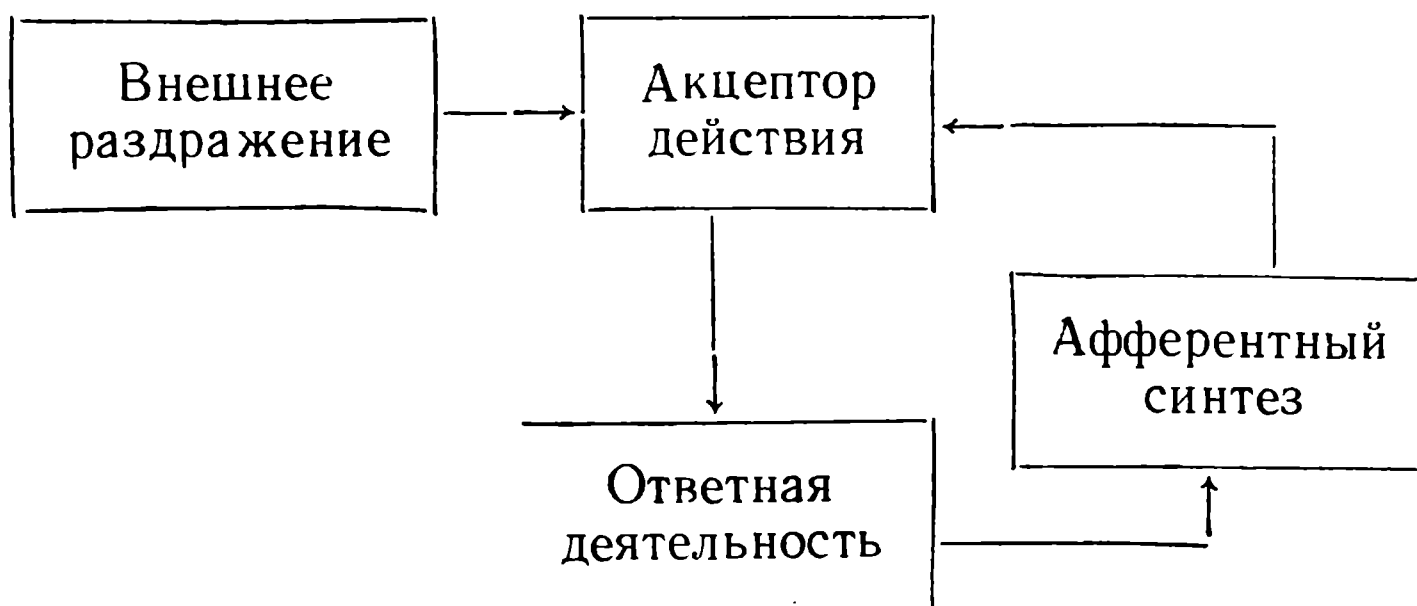 Внешнее
раздражение
Акцептор
действия
Афферентный
синтез
Ответная
деятельность